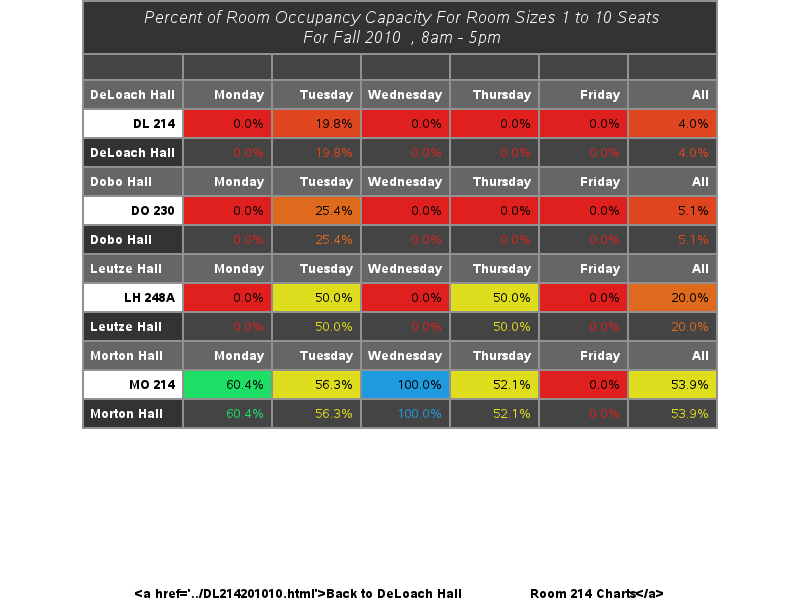 Percent of Room Occupancy Capacity For Room Sizes 1 to 10 Seats
For Fall 2010 , 8am - 5pm
DeLoach Hall Monday Tuesday Wednesday Thursday Friday All
DL 214 0.0% 19.8% 0.0% 0.0% 0.0% 4.0%
DeLoach Hall 0.0% 19.8% 0.0% 0.0% 0.0% 4.0%
Dobo Hall Monday Tuesday Wednesday Thursday Friday All
DO 230 0.0% 25.4% 0.0% 0.0% 0.0% 5.1%
Dobo Hall 0.0% 25.4% 0.0% 0.0% 0.0% 5.1%
Leutze Hall Monday Tuesday Wednesday Thursday Friday All
LH 248A 0.0% 50.0% 0.0% 50.0% 0.0% 20.0%
Leutze Hall 0.0% 50.0% 0.0% 50.0% 0.0% 20.0%
Morton Hall Monday Tuesday Wednesday Thursday Friday All
MO 214 60.4% 56.3% 100.0% 52.1% 0.0% 53.9%
Morton Hall 60.4% 56.3% 100.0% 52.1% 0.0% 53.9%
<a href='../DL214201010.html'>Back to DeLoach Hall Room 214 Charts</a>